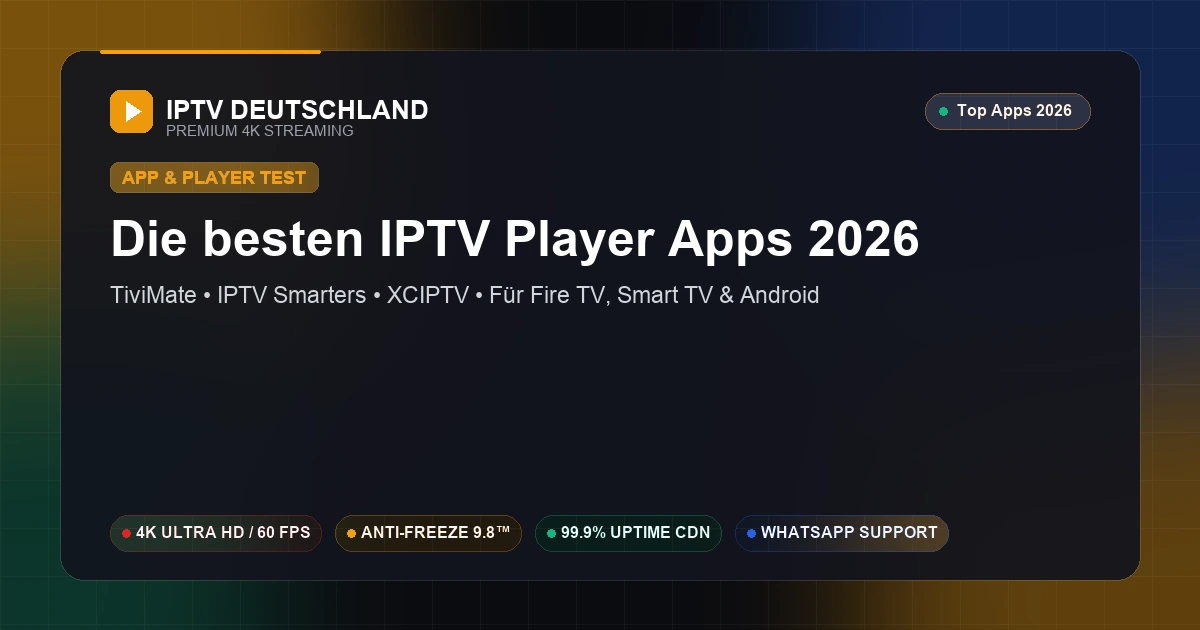 IPTV DEUTSCHLAND
PREMIUM 4K STREAMING
Top Apps 2026
APP & PLAYER TEST
Die besten IPTV Player Apps 2026
TiviMate • IPTV Smarters • XCIPTV • Für Fire TV, Smart TV & Android
4K ULTRA HD / 60 FPS
ANTI-FREEZE 9.8™
99.9% UPTIME CDN
WHATSAPP SUPPORT